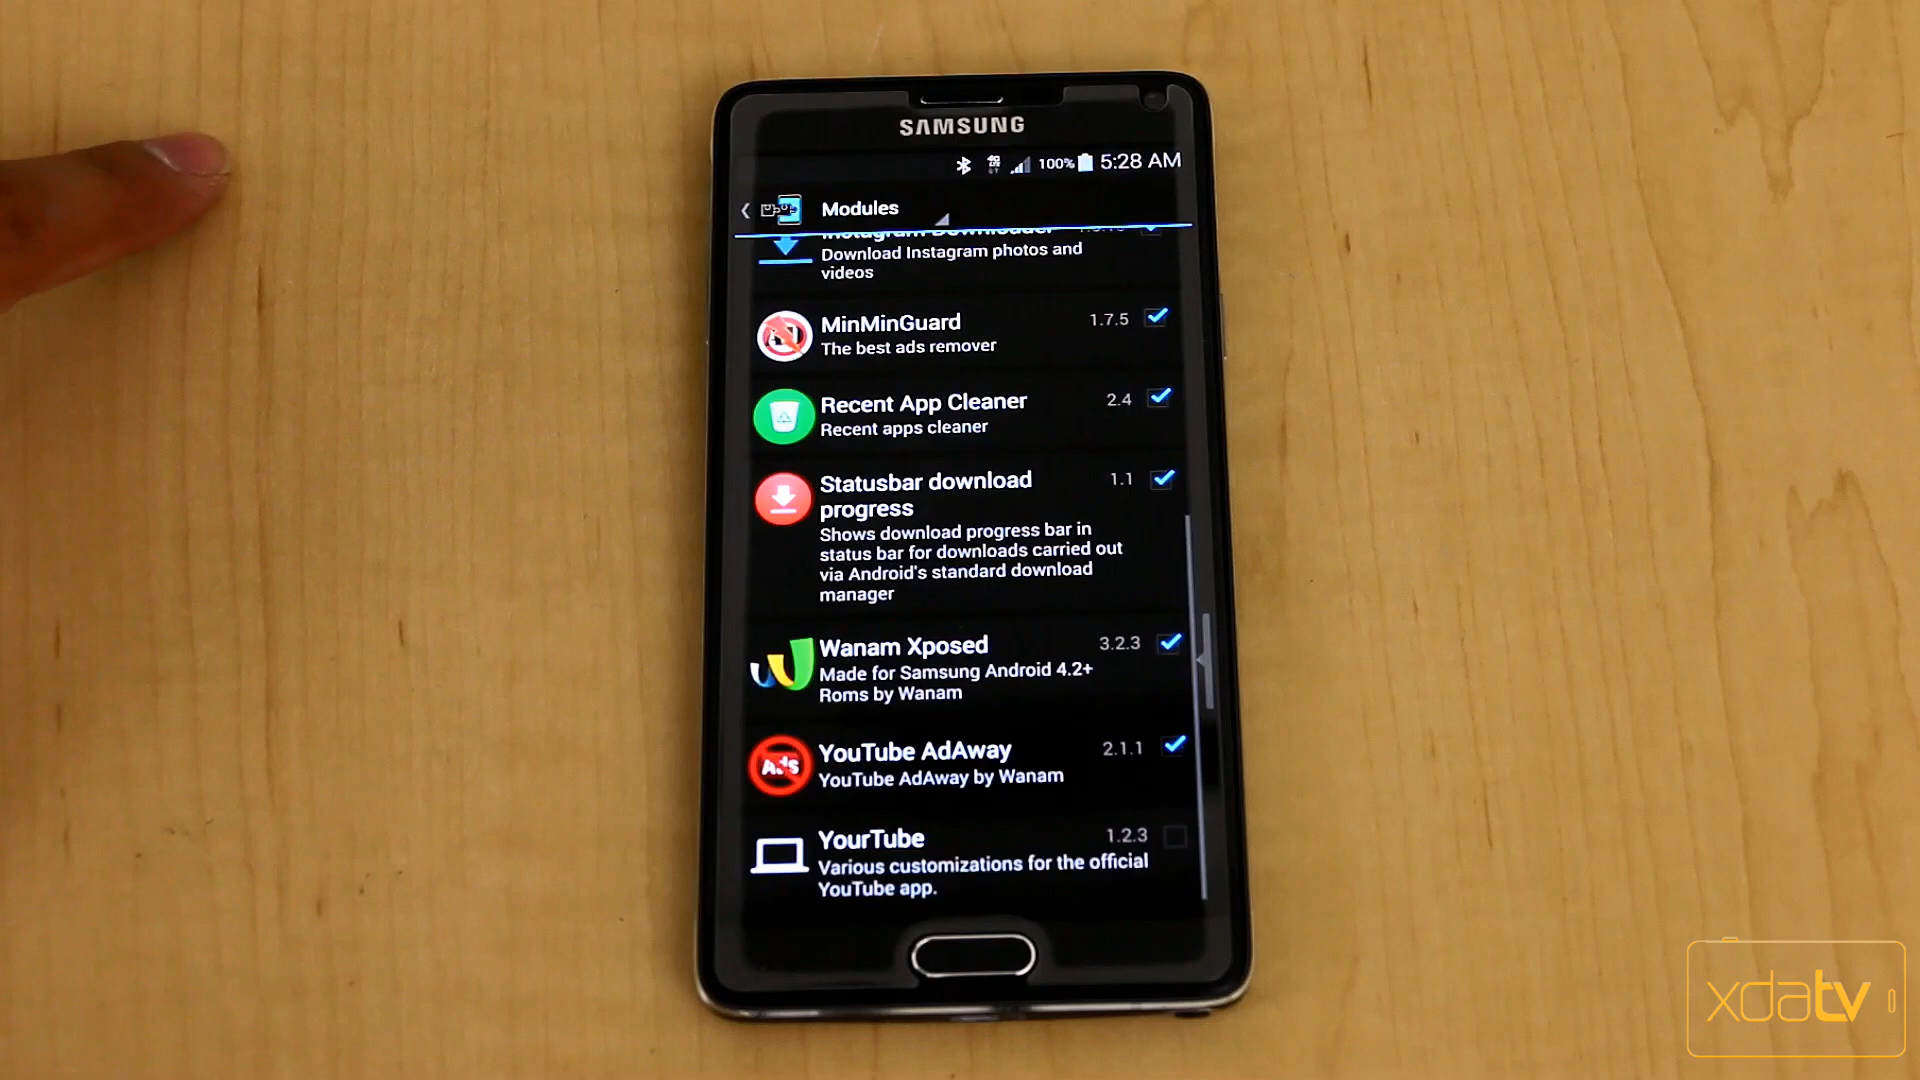 SAMSUNG
100% 5:28 AM
Modules
Instagram Downloader
Download Instagram photos and
videos
MinMinGuard 1.7.5
The best ads remover
Recent App Cleaner 2.4
Recent apps cleaner
Statusbar download 1.1
progress
Shows download progress bar in
status bar for downloads carried out
via Android's standard download
manager
Wanam Xposed 3.2.3
Made for Samsung Android 4.2+
Roms by Wanam
YouTube AdAway 2.1.1
Ads
YouTube AdAway by Wanam
YourTube 1.2.3
Various customizations for the official
YouTube app.
xdatv